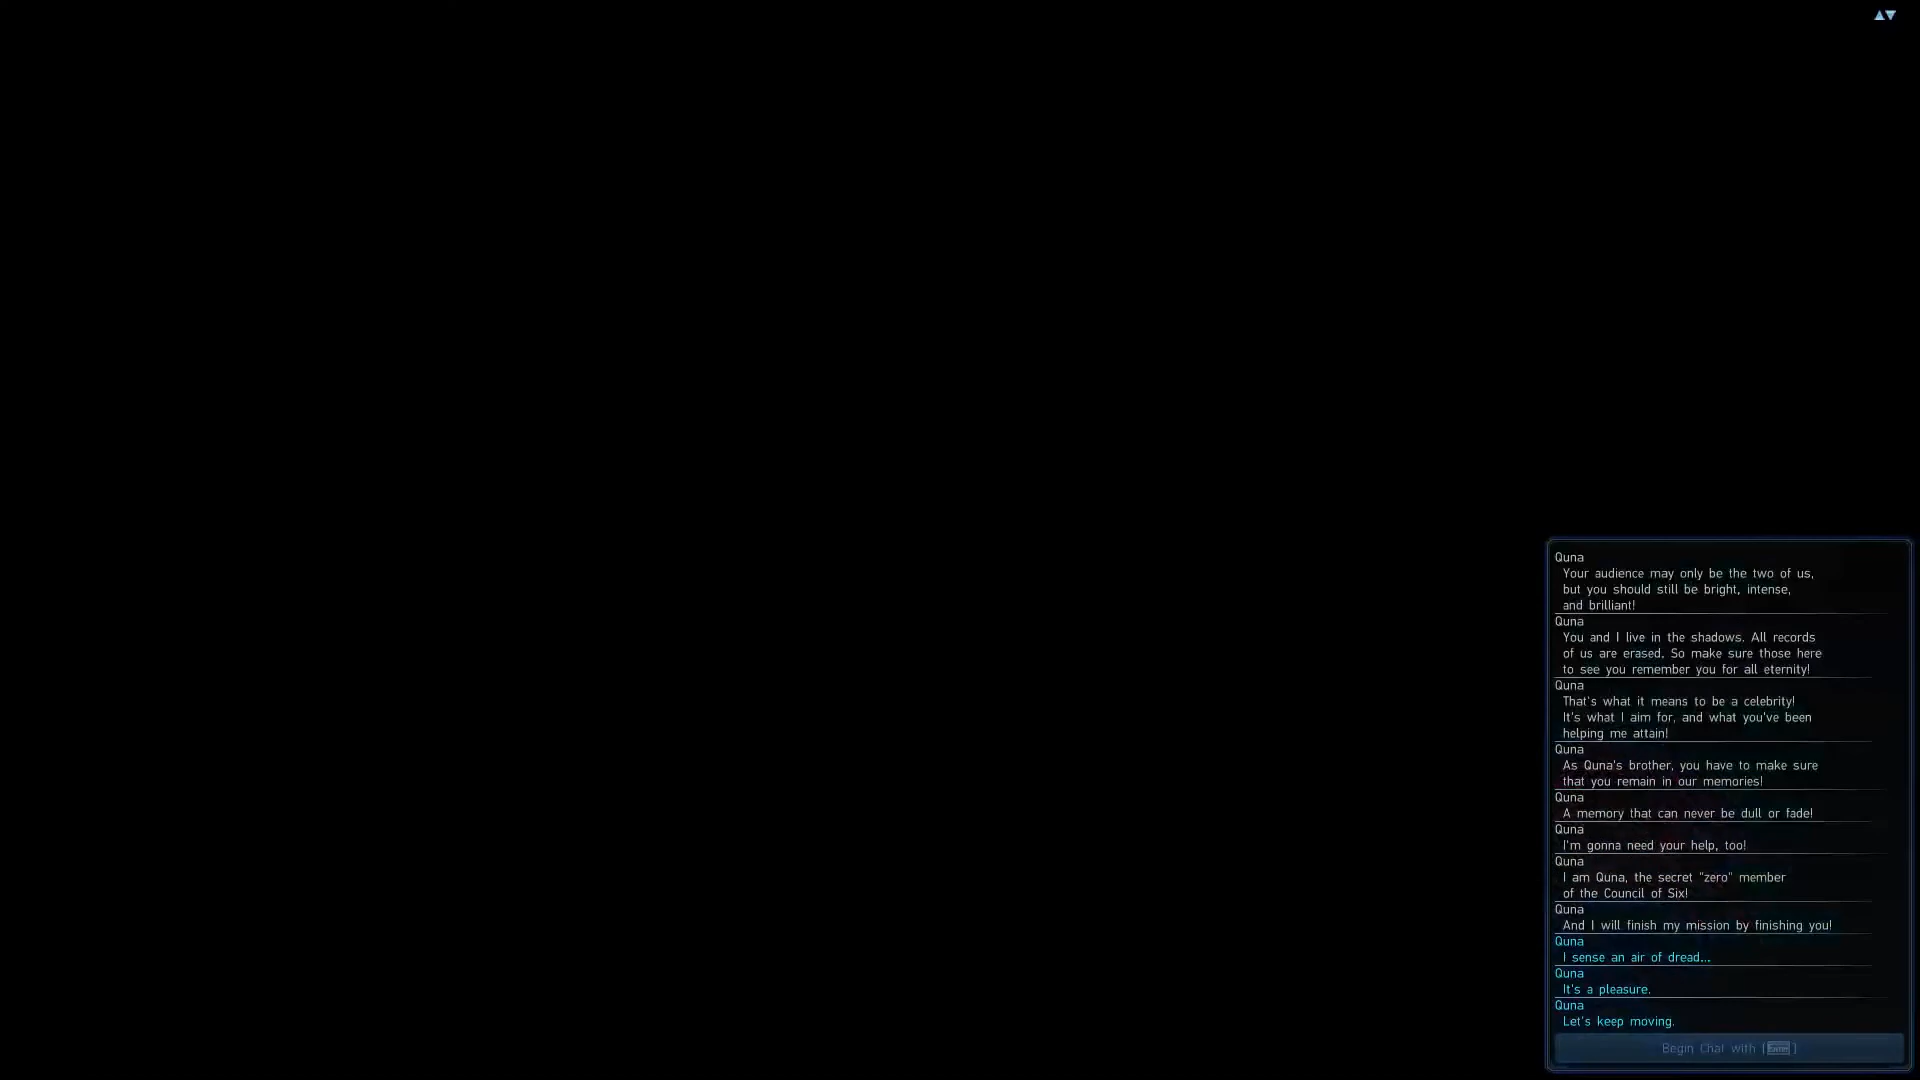 Quna
Your audience may only be the two of us,
but you should still be bright, intense,
and brilliant!
Quna
You and I live in the shadows. All records
of us are erased. So make sure those here
to see you remember you for all eternity!
Quna
That's what it means to be a celebrity!
It's what I aim for, and what you've been
helping me attain!
Quna
As Quna's brother, you have to make sure
that you remain in our memories!
Quna
A memory that can never be dull or fade!
Quna
I'm gonna need your help, too!
Quna
I am Quna, the secret "zero" member
of the Council of Six!
Quna
And I will finish my mission by finishing you!
Quna
I sense an air of dread...
Quna
It's a pleasure.
Quna
Let's keep moving.
Begin Chat with [Enter]